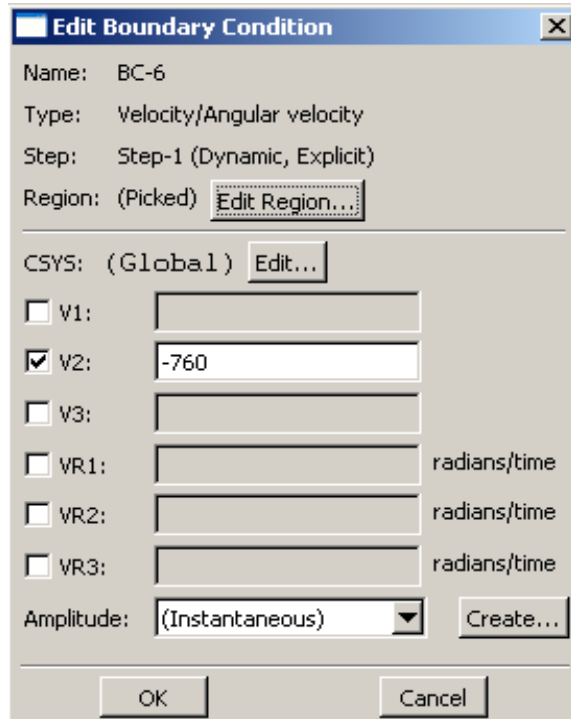 Edit Boundary Condition
Name: BC-6
Type: Velocity/Angular velocity
Step: Step-1 (Dynamic, Explicit)
Region: (Picked) Edit Region...
CSYS: (Global) Edit...
V1:
V2: -760
V3:
VR1: radians/time
VR2: radians/time
VR3: radians/time
Amplitude: (Instantaneous) Create...
OK Cancel